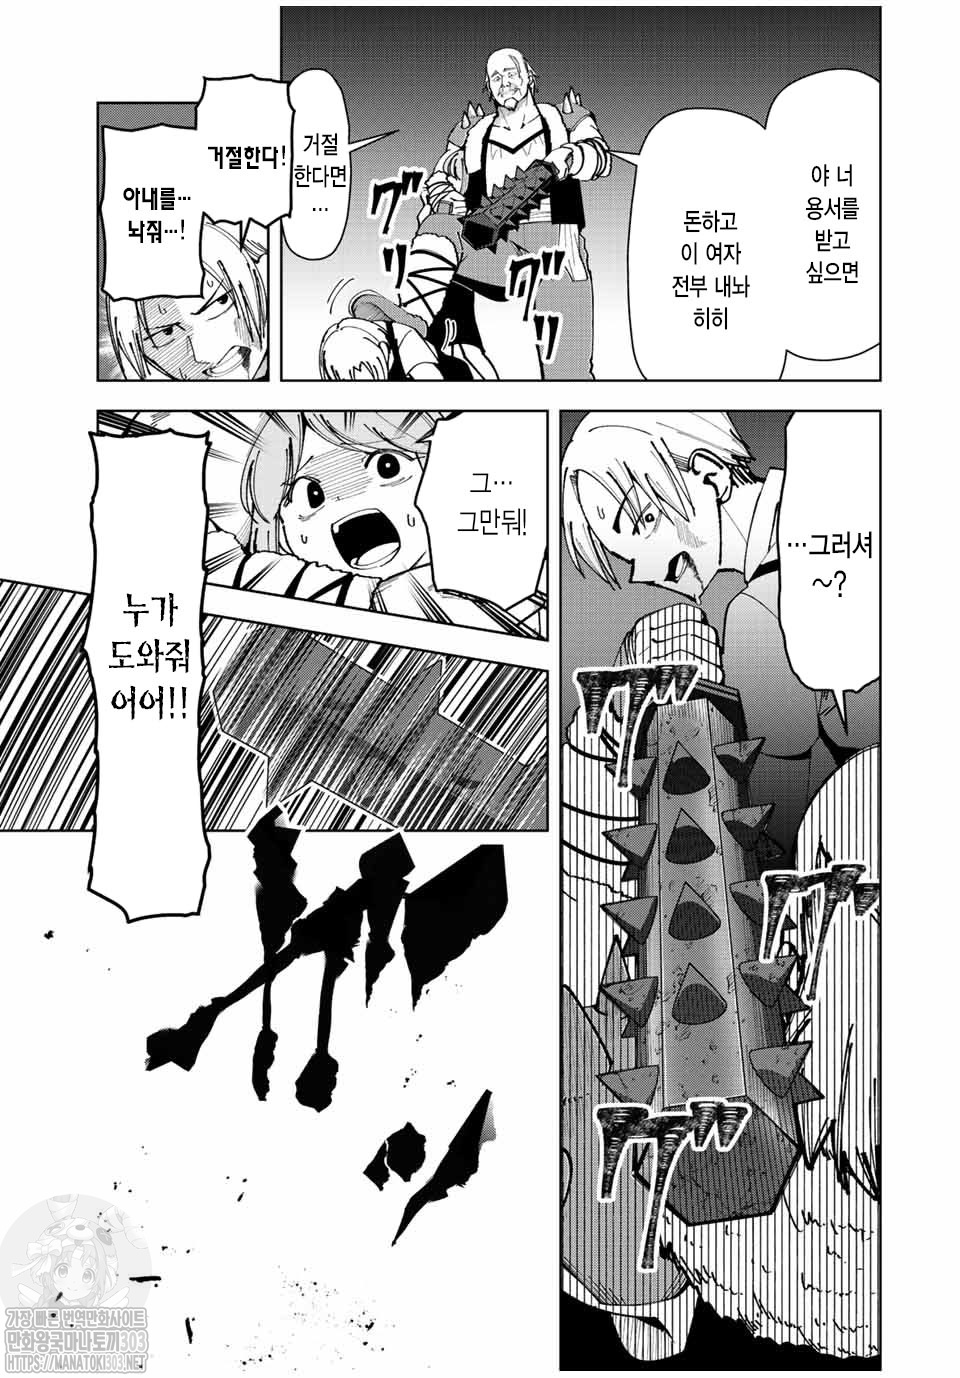 야 너
용서를
받고
싶으면
돈하고
이 여자
전부 내놔
히히
거절
한다면
…
거절한다!
아내를…
놔줘…!
…그러셔
~?
그…
그만둬!
누가
도와줘
어어!!
가장 빠른 번역만화사이트
만화왕국마나토끼303
HTTPS://MANATOKI303.NET